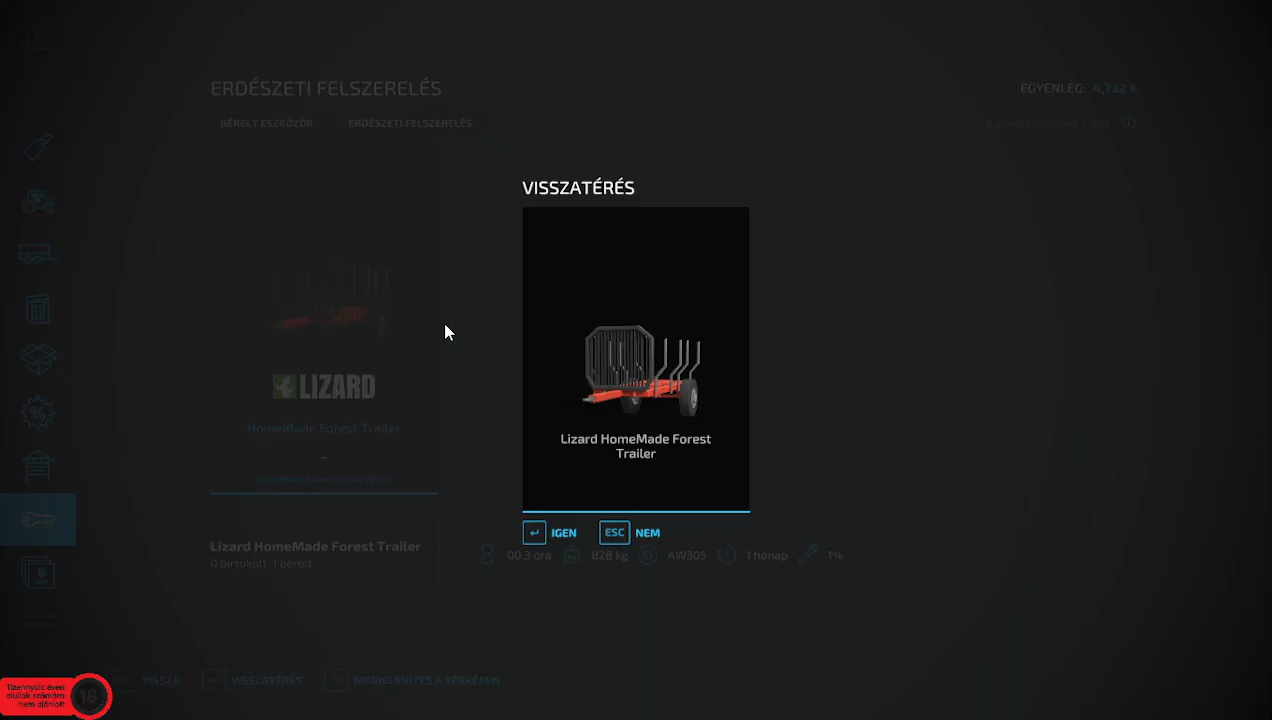 ERDÉSZETI FELSZERELÉS
EGYENLEG: 4,732 €
BÉRELT ESZKÖZÖK
ERDÉSZETI FELSZERELÉS
VISSZATÉRÉS
LIZARD
HomeMade Forest Trailer
Lizard HomeMade Forest
Trailer
IGEN
ESC
NEM
Lizard HomeMade Forest Trailer
0 birtokolt; 1 bérelt
00:3 óra
828 kg
AW305
1 hónap
1%
VISSZA
VISSZATÉRÉS
MEGJELENÍTÉS A TÉRKÉPEN
Tizennyolc éven
aluliak számára
nem ajánlott
18